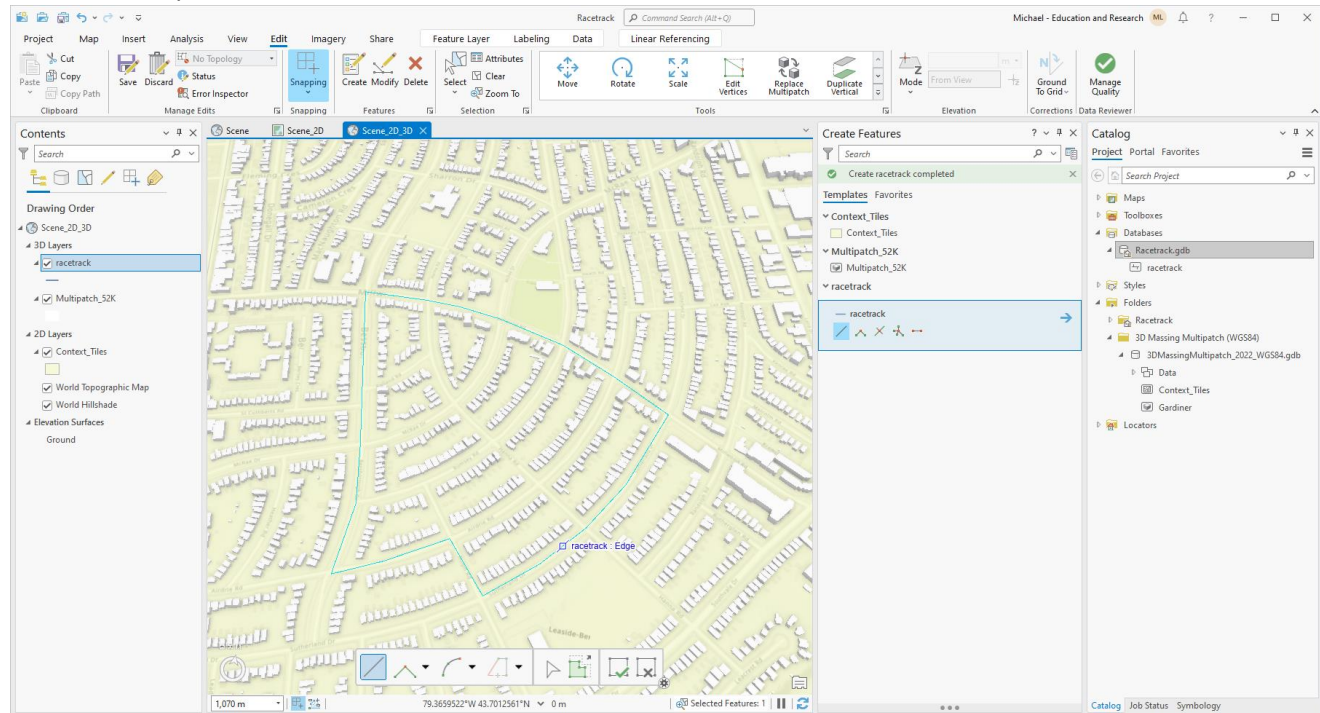 Racetrack
Command Search (Alt+Q)
Michael - Education and Research
ML
?
Project Map Insert Analysis View Edit Imagery Share Feature Layer Labeling Data Linear Referencing
Paste
Cut
Copy
Copy Path
Clipboard
Save
Discard
No Topology
Status
Error Inspector
Manage Edits
Snapping
Snapping
Create
Modify
Delete
Features
Select
Attributes
Clear
Zoom To
Selection
Move
Rotate
Scale
Edit Vertices
Replace Multipatch
Duplicate Vertical
Tools
Mode
From View
m
Elevation
Ground To Grid
Corrections
Manage Quality
Data Reviewer
Contents
Search
Drawing Order
Scene_2D_3D
3D Layers
racetrack
Multipatch_52K
2D Layers
Context_Tiles
World Topographic Map
World Hillshade
Elevation Surfaces
Ground
Scene
Scene_2D
Scene_2D_3D
racetrack : Edge
Leaside-Bay
1,070 m
79.3659522°W 43.7012561°N
0 m
Selected Features: 1
Create Features
?
Search
Create racetrack completed
Templates Favorites
Context_Tiles
Context_Tiles
Multipatch_52K
Multipatch_52K
racetrack
racetrack
Catalog
Project Portal Favorites
Search Project
Maps
Toolboxes
Databases
Racetrack.gdb
racetrack
Styles
Folders
Racetrack
3D Massing Multipatch (WGS84)
3DMassingMultipatch_2022_WGS84.gdb
Data
Context_Tiles
Gardiner
Locators
Catalog Job Status Symbology